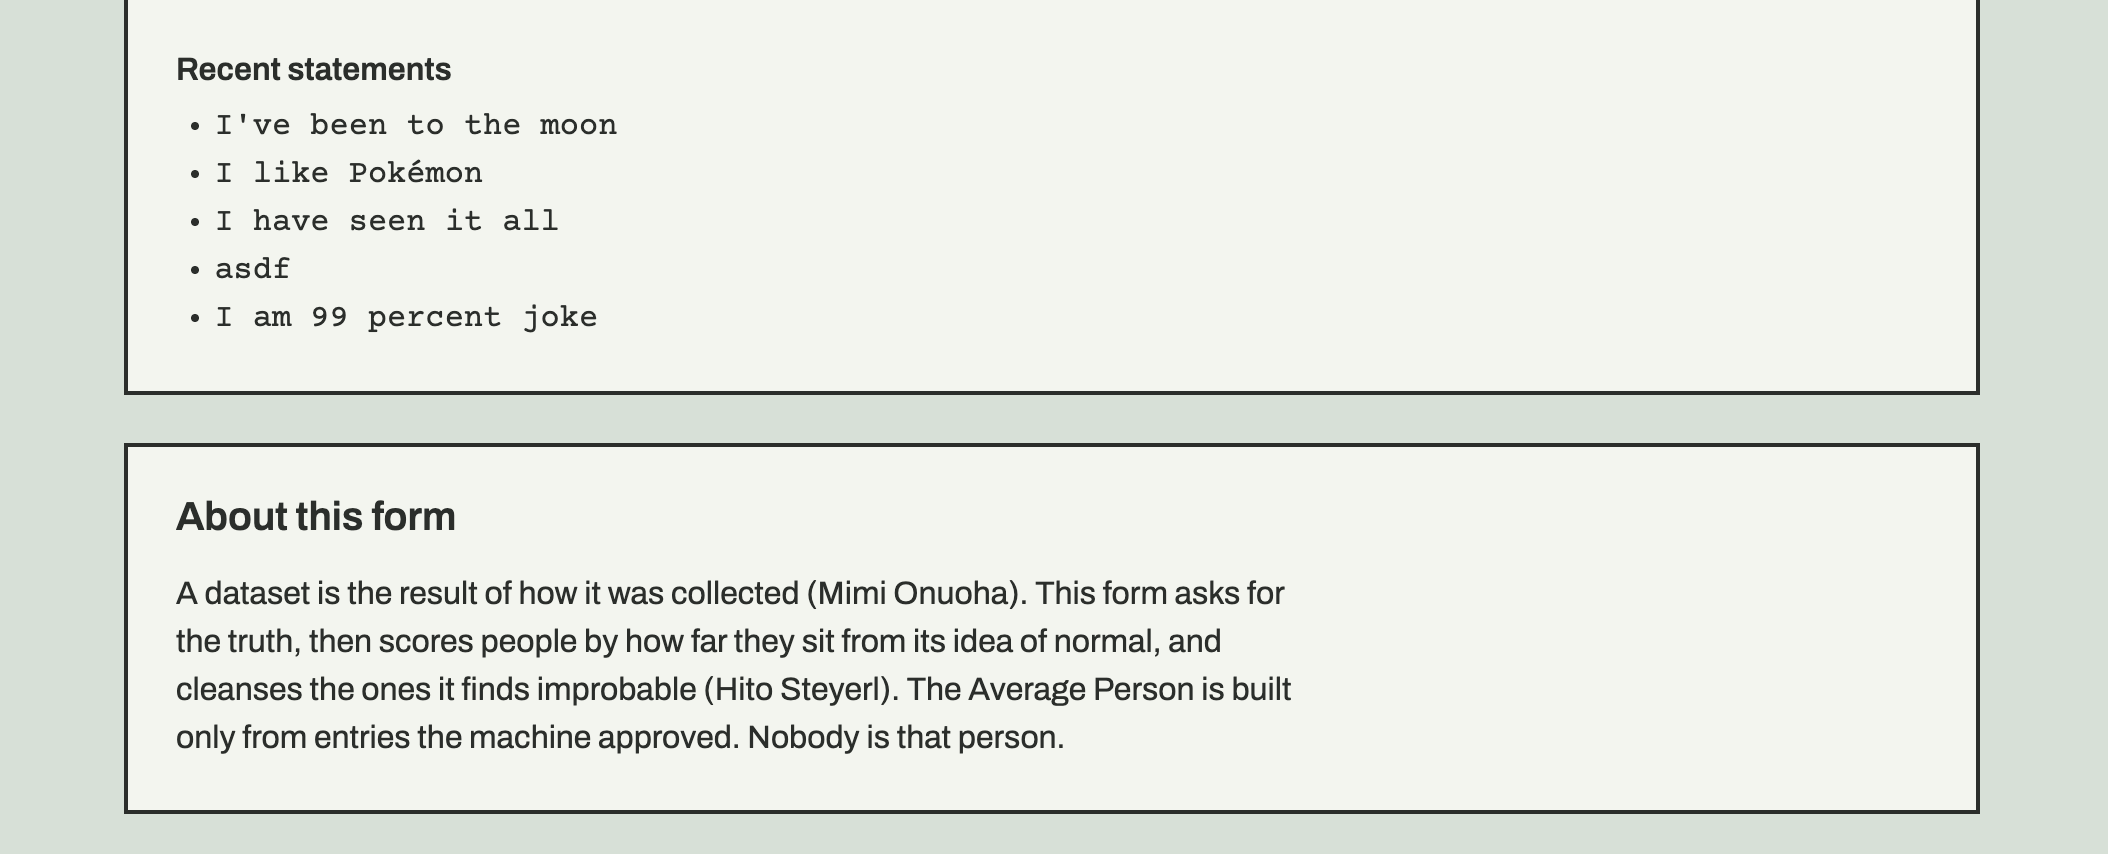 Recent statements
I've been to the moon
I like Pokémon
I have seen it all
asdf
I am 99 percent joke
About this form
A dataset is the result of how it was collected (Mimi Onuoha). This form asks for
the truth, then scores people by how far they sit from its idea of normal, and
cleanses the ones it finds improbable (Hito Steyerl). The Average Person is built
only from entries the machine approved. Nobody is that person.